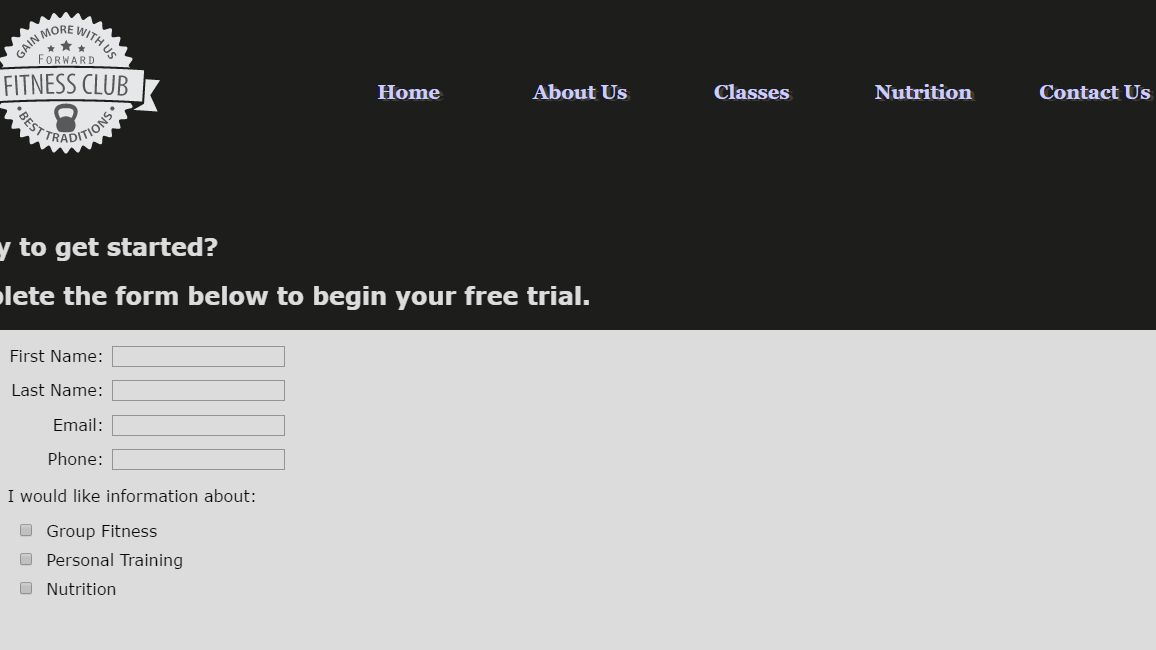 GAIN MORE WITH US
FORWARD
FITNESS CLUB
BEST TRADITIONS
Home About Us Classes Nutrition Contact Us
y to get started?
plete the form below to begin your free trial.
First Name:
Last Name:
Email:
Phone:
I would like information about:
Group Fitness
Personal Training
Nutrition